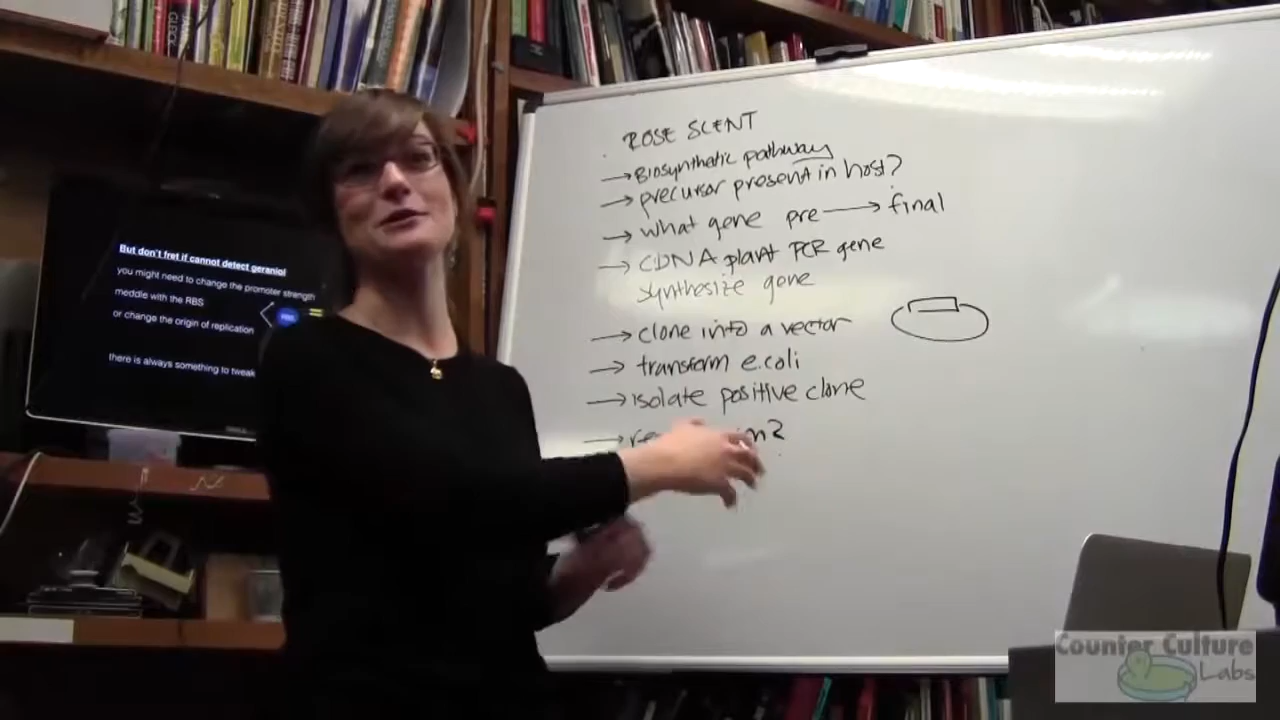 ROSE SCENT
→ Biosynthetic pathway
→ precursor present in host?
→ what gene pre → final
→ CDNA plant PCR gene
synthesize gene
→ clone into a vector
→ transform e.coli
→ isolate positive clone
But don't fret if cannot detect geraniol
you might need to change the promoter strength
meddle with the RBS
or change the origin of replication
there is always something to tweak
Counter Culture
Labs